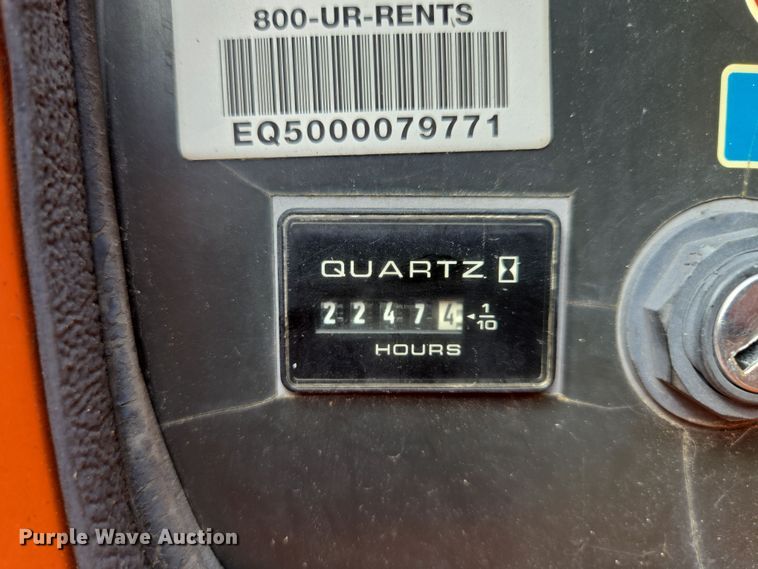 800-UR-RENTS
EQ5000079771
QUARTZ
2 2 4 7 4 ◄ 1/10
HOURS
Purple Wave Auction